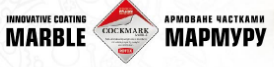 INNOVATIVE COATING
MARBLE
COCKMARK
АРМОВАНЕ ЧАСТКАМИ
МАРМУРУ